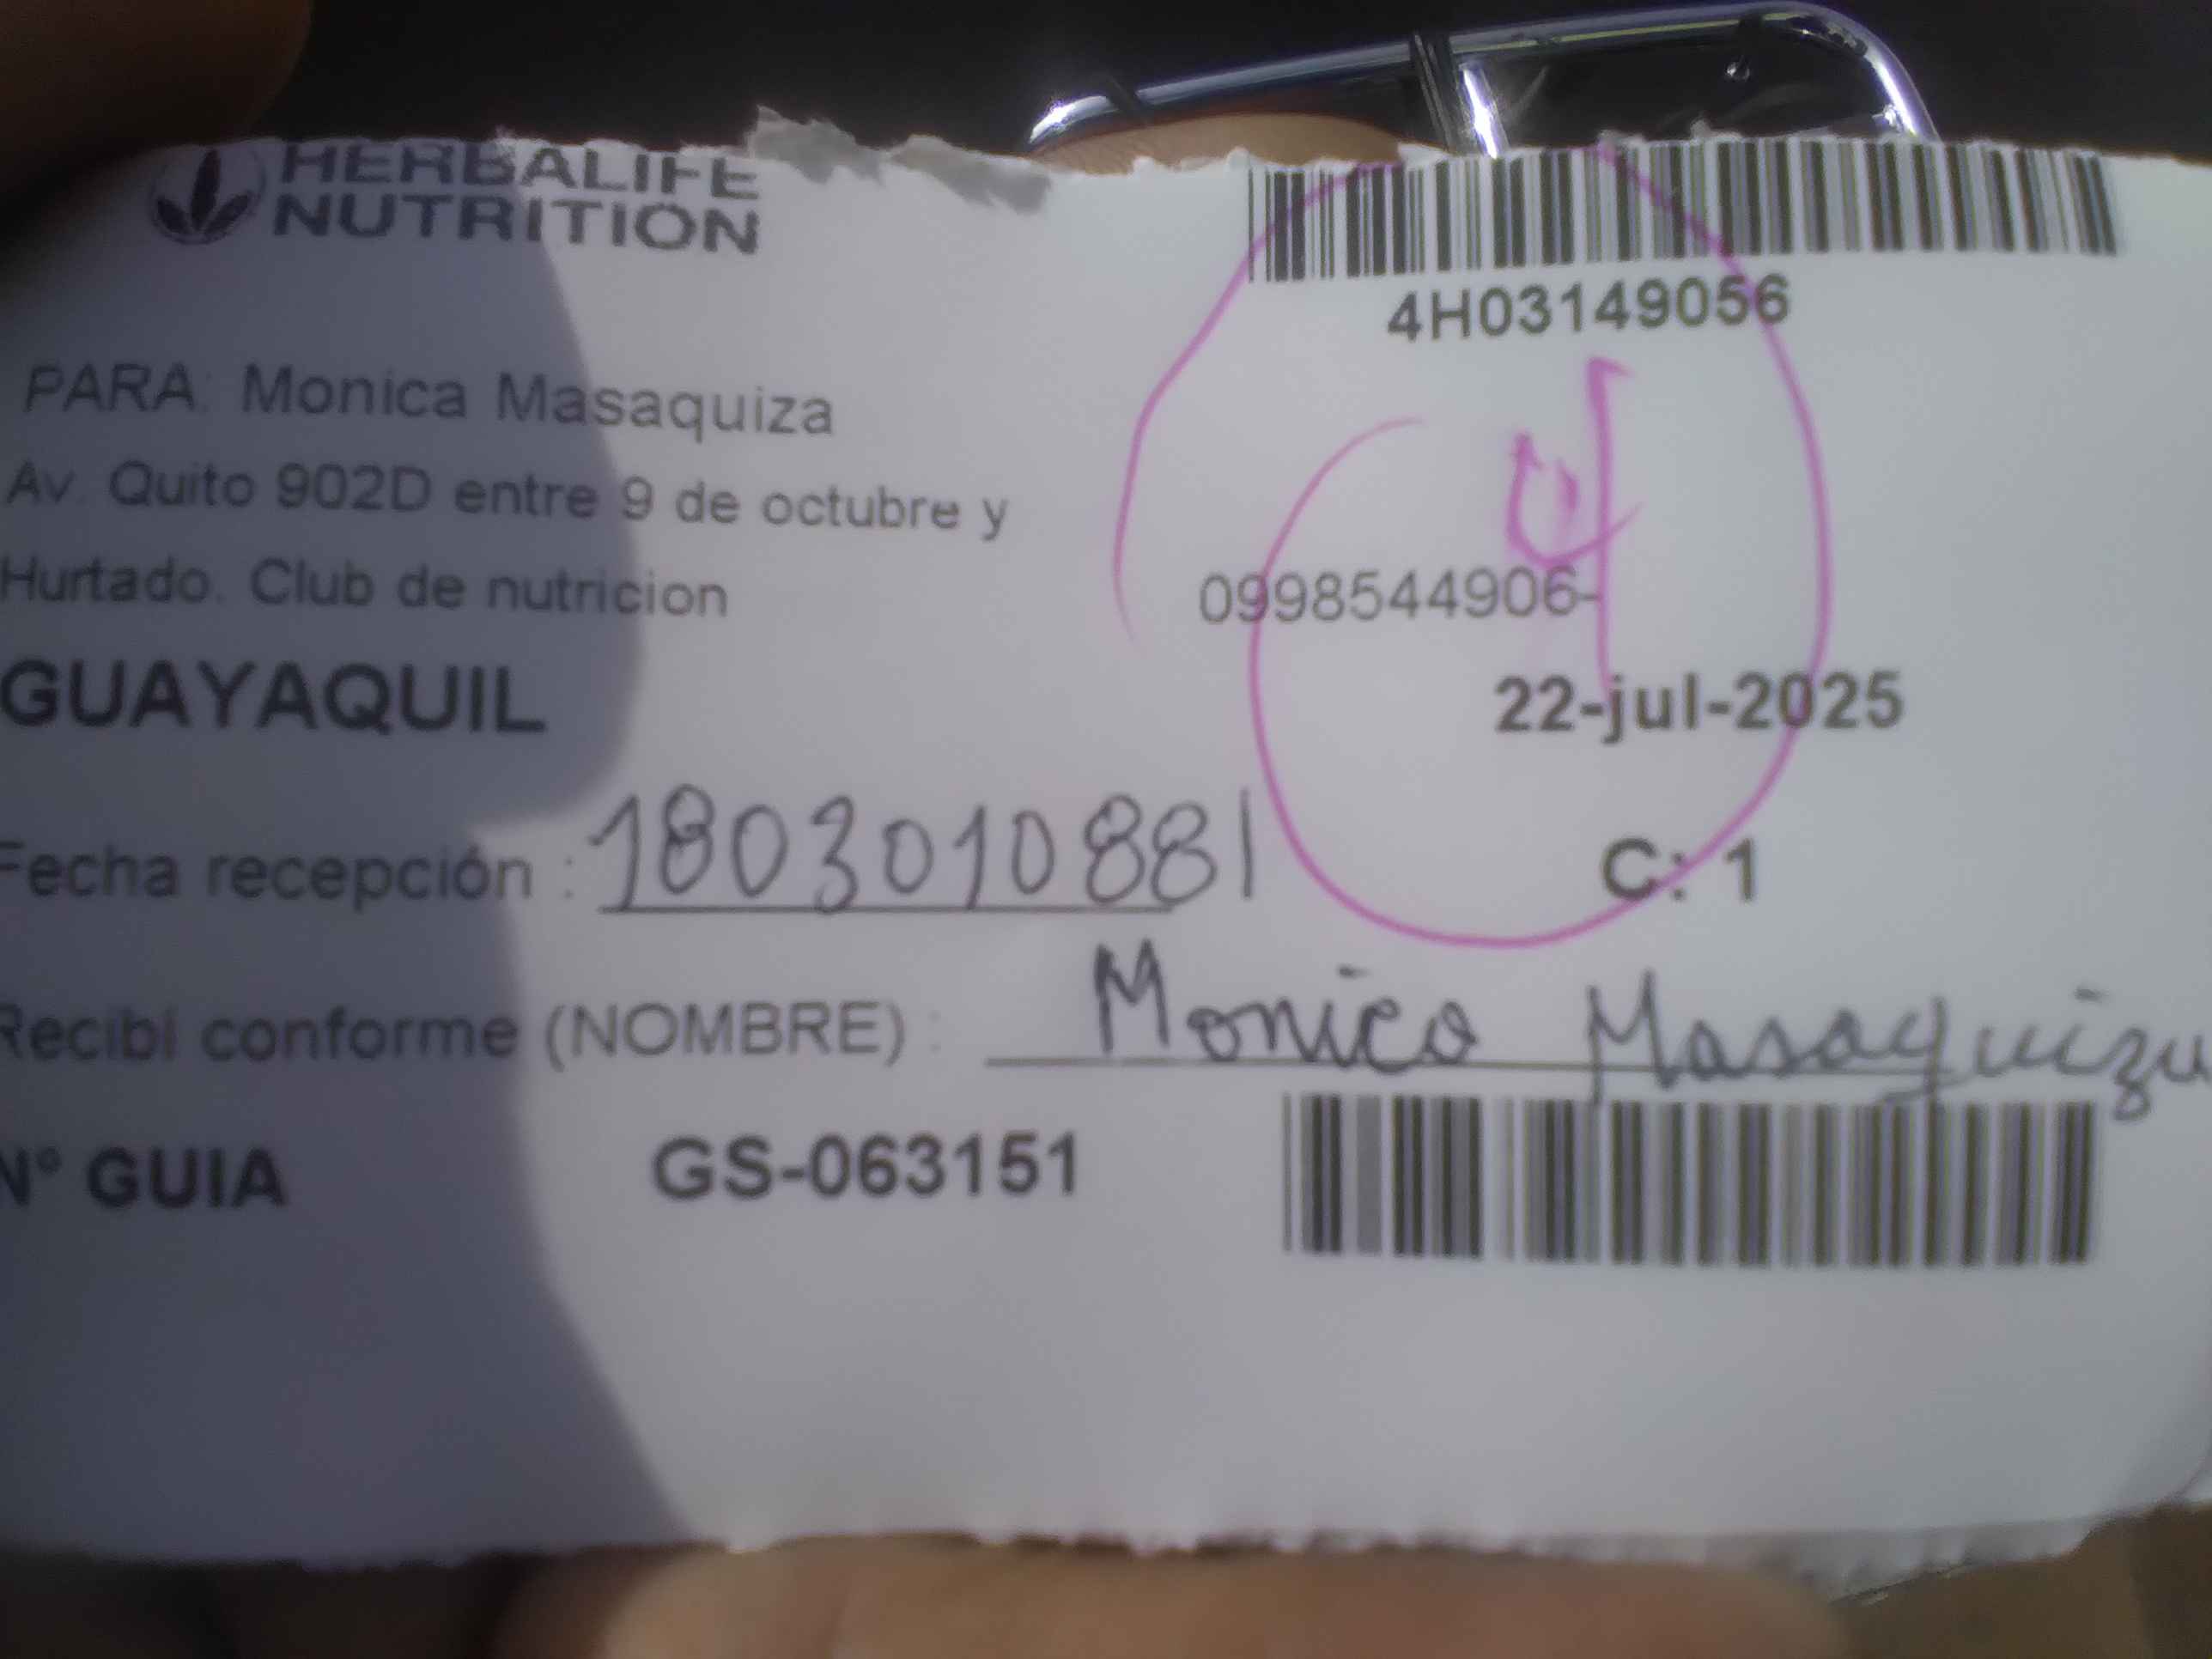 HERBALIFE
NUTRITION
4H03149056
PARA: Monica Masaquiza
Av. Quito 902D entre 9 de octubre y
Hurtado. Club de nutricion
4
0998544906-
GUAYAQUIL
22-jul-2025
Fecha recepción : 1803010881
C: 1
Recibi conforme (NOMBRE) : Monica Masaquiza
N° GUIA GS-063151